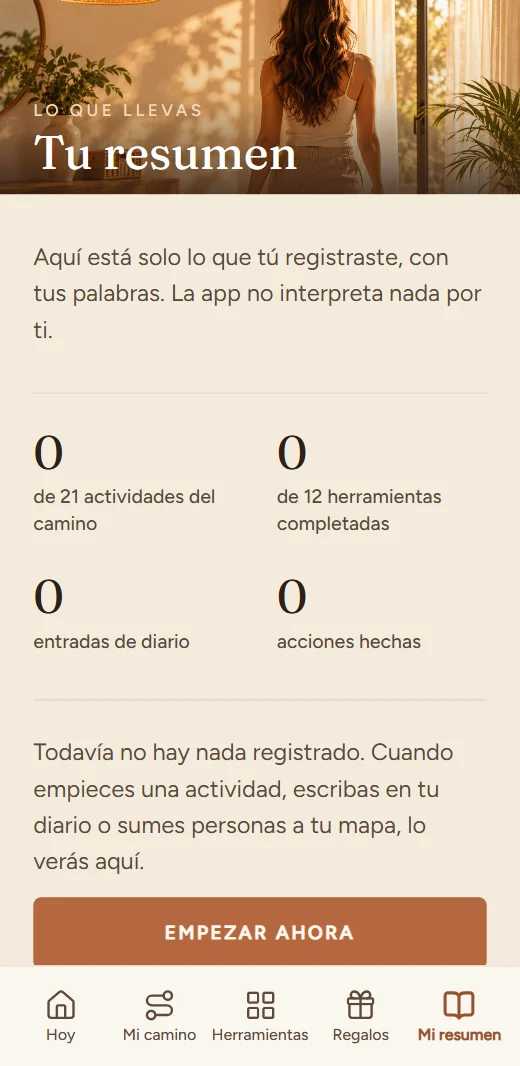 LO QUE LLEVAS
Tu resumen
Aquí está solo lo que tú registraste, con
tus palabras. La app no interpreta nada por
ti.
0
de 21 actividades del
camino
0
de 12 herramientas
completadas
0
entradas de diario
0
acciones hechas
Todavía no hay nada registrado. Cuando
empieces una actividad, escribas en tu
diario o sumes personas a tu mapa, lo
verás aquí.
EMPEZAR AHORA
Hoy
Mi camino
Herramientas
Regalos
Mi resumen